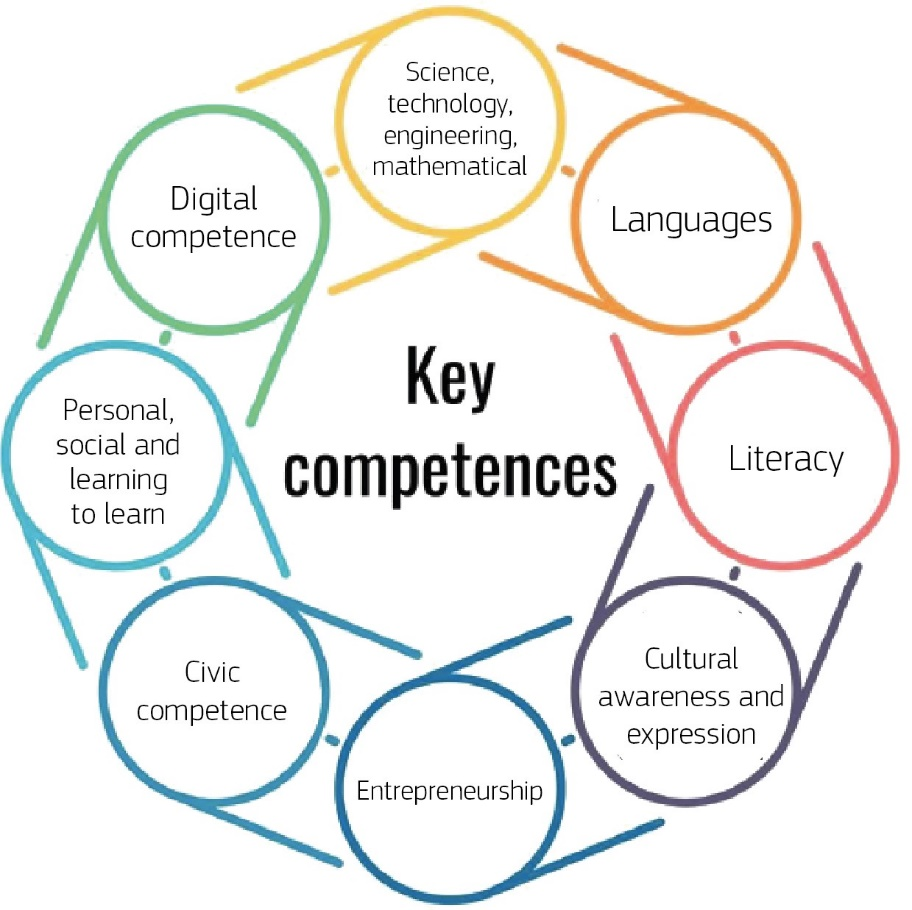 Science,
technology,
engineering,
mathematical
Languages
Literacy
Cultural
awareness and
expression
Entrepreneurship
Civic
competence
Personal,
social and
learning
to learn
Digital
competence
Key
competences